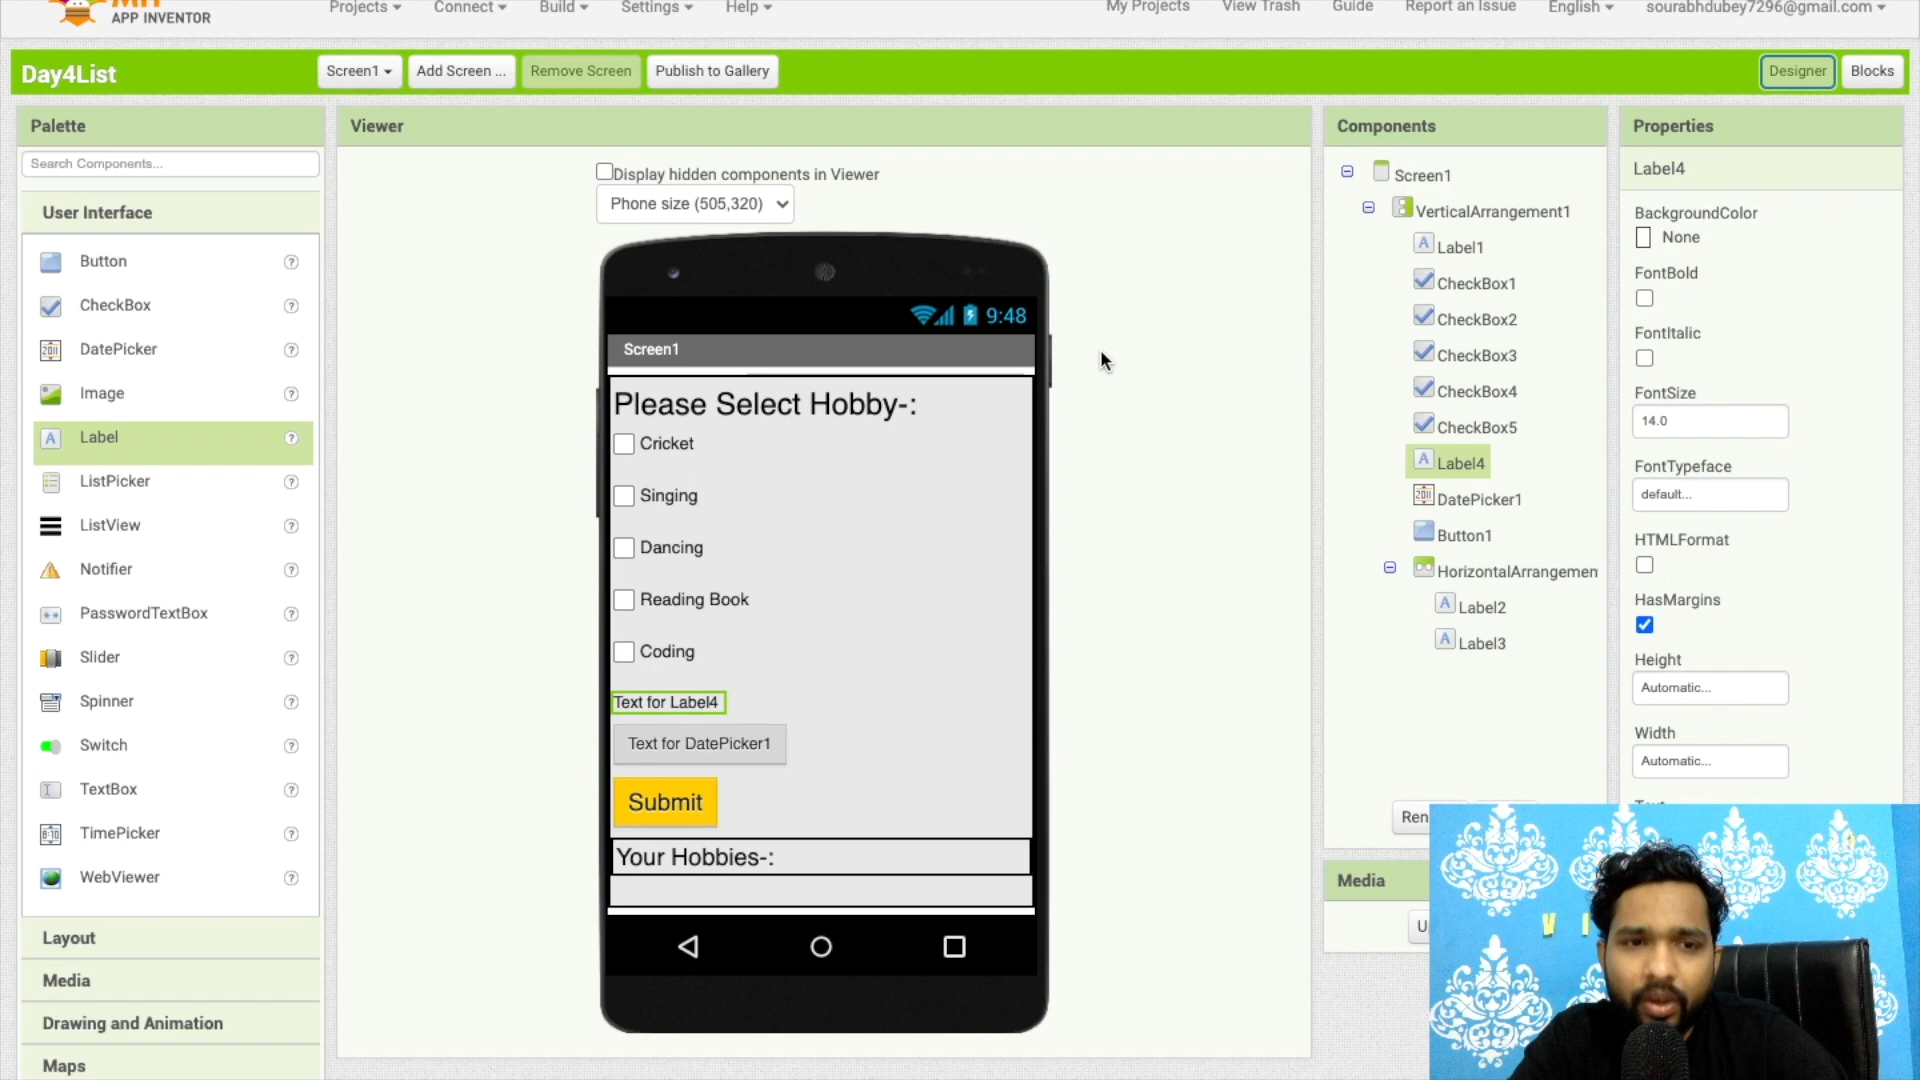 MIT
APP INVENTOR
Projects
Connect
Build
Settings
Help
My Projects
View Trash
Guide
Report an Issue
English
sourabhdubey7296@gmail.com
Day4List
Screen1
Add Screen ...
Remove Screen
Publish to Gallery
Designer
Blocks
Palette
Search Components...
User Interface
Button
CheckBox
DatePicker
Image
Label
ListPicker
ListView
Notifier
PasswordTextBox
Slider
Spinner
Switch
TextBox
TimePicker
WebViewer
Layout
Media
Drawing and Animation
Maps
Viewer
Display hidden components in Viewer
Phone size (505,320)
9:48
Screen1
Please Select Hobby-:
Cricket
Singing
Dancing
Reading Book
Coding
Text for Label4
Text for DatePicker1
Submit
Your Hobbies-:
Components
Screen1
VerticalArrangement1
Label1
CheckBox1
CheckBox2
CheckBox3
CheckBox4
CheckBox5
Label4
DatePicker1
Button1
HorizontalArrangemen
Label2
Label3
Ren
Media
U
Properties
Label4
BackgroundColor
None
FontBold
FontItalic
FontSize
14.0
FontTypeface
default...
HTMLFormat
HasMargins
Height
Automatic...
Width
Automatic...
V I